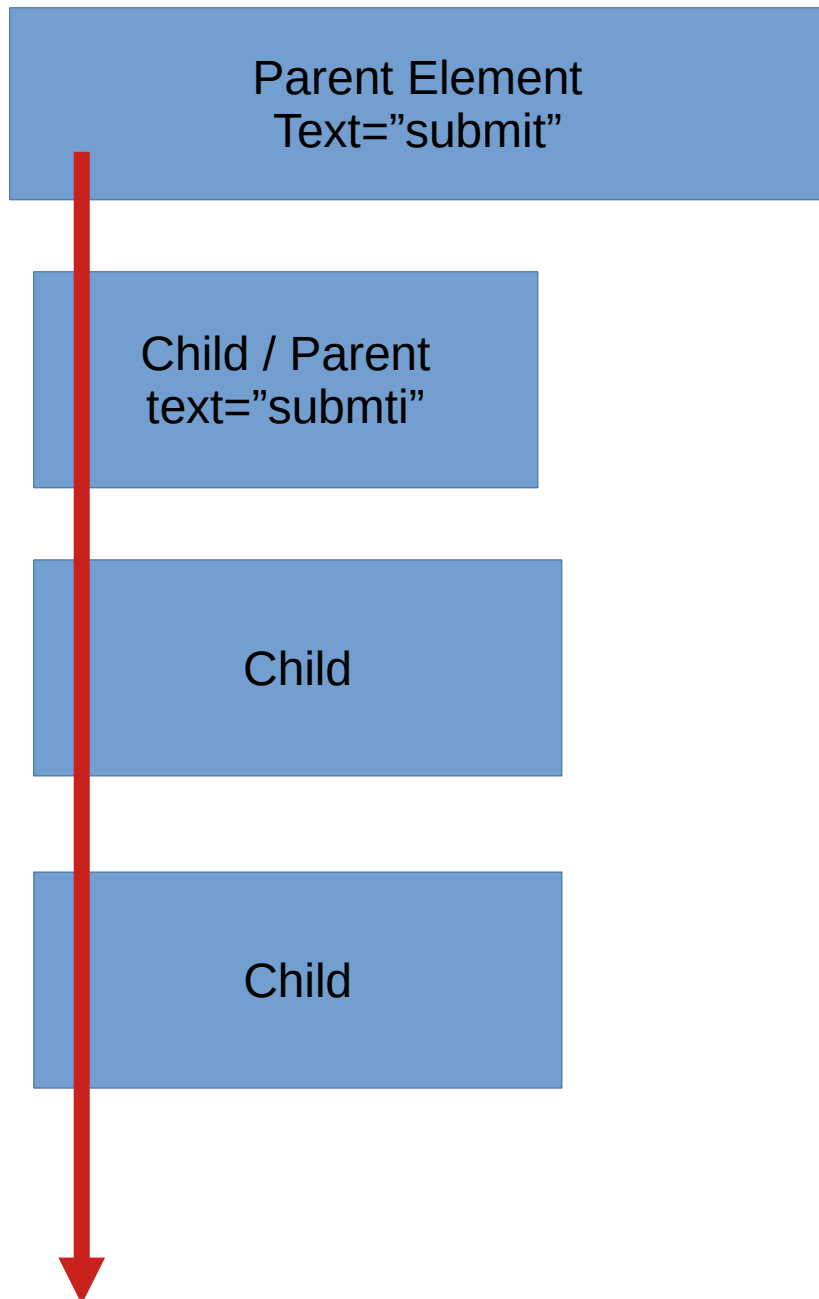 Parent Element
Text=”submit”
Child / Parent
text=”submti”
Child
Child